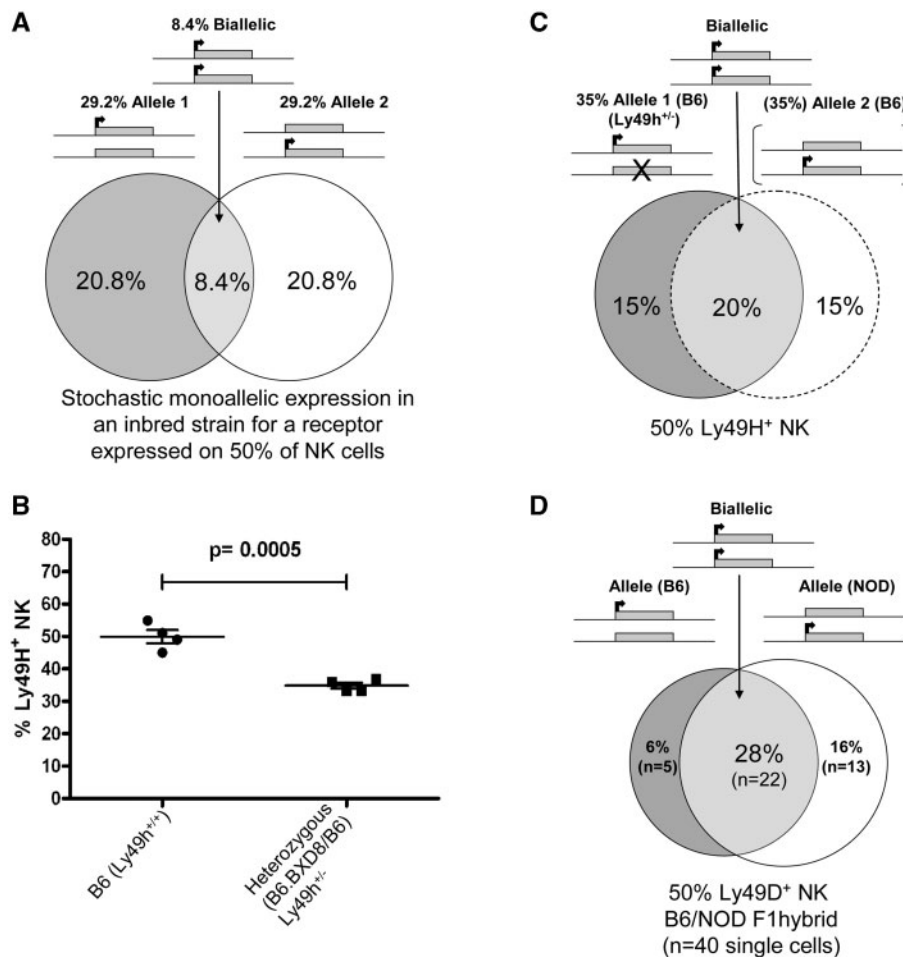 A
8.4% Biallelic
29.2% Allele 1
29.2% Allele 2
20.8%
8.4%
20.8%
Stochastic monoallelic expression in
an inbred strain for a receptor
expressed on 50% of NK cells
B
p= 0.0005
% Ly49H+ NK
80
70
60
50
40
30
20
10
0
B6 (Ly49h+/+)
Heterozygous
(B6.BXD8/B6)
Ly49h+/-
C
Biallelic
35% Allele 1 (B6)
(Ly49h+/-)
(35%) Allele 2 (B6)
X
15%
20%
15%
50% Ly49H+ NK
D
Biallelic
Allele (B6)
Allele (NOD)
6%
(n=5)
28%
(n=22)
16%
(n=13)
50% Ly49D+ NK
B6/NOD F1hybrid
(n=40 single cells)